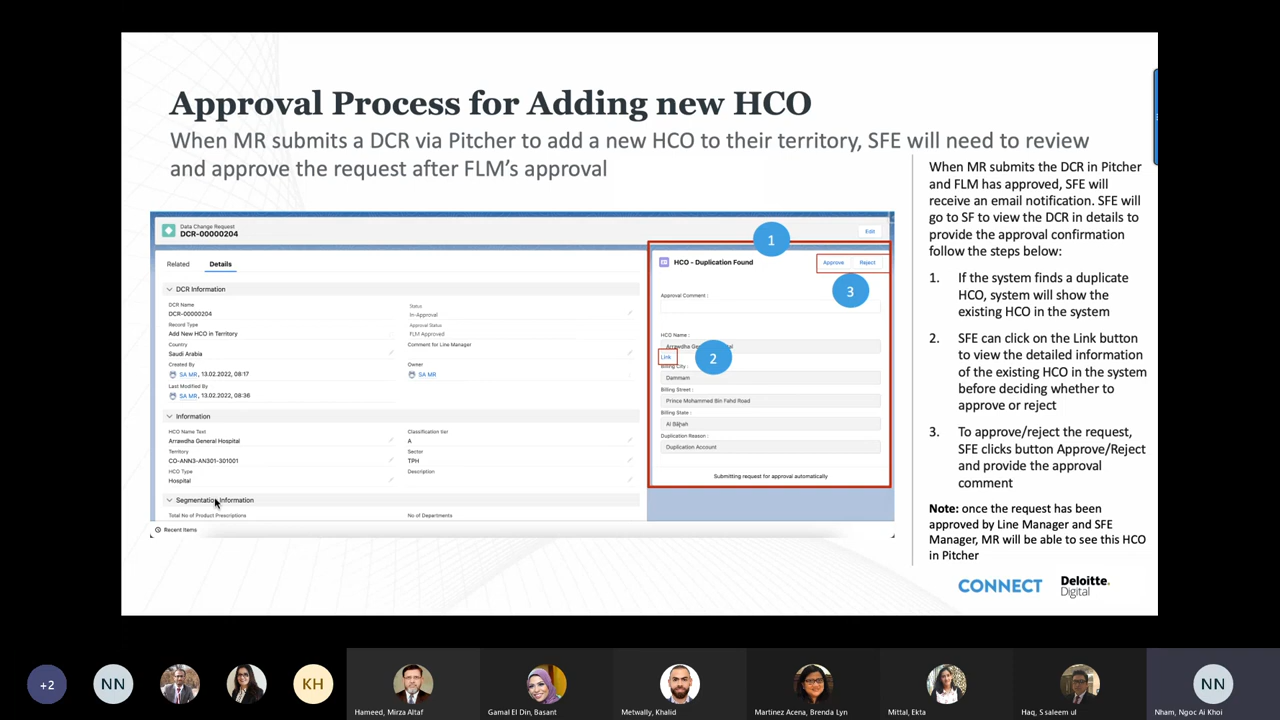 Approval Process for Adding new HCO
When MR submits a DCR via Pitcher to add a new HCO to their territory, SFE will need to review
and approve the request after FLM's approval
Data Change Request
DCR-00000204
Edit
Related
Details
DCR Information
DCR Name
DCR-00000204
Record Type
Add New HCO in Territory
Country
Saudi Arabia
Created By
SA MR, 13.02.2022, 08:17
Last Modified By
SA MR, 13.02.2022, 08:36
Status
In-Approval
Approval Status
FLM Approved
Comment for Line Manager
Owner
SA MR
Information
HCO Name Text
Arrawdha General Hospital
Territory
CO-ANN3-AN301-301001
HCO Type
Hospital
Classification tier
A
Sector
TPH
Description
Segmentation Information
Total No of Product Prescriptions
No of Departments
Recent Items
1
HCO - Duplication Found
Approve
Reject
3
Approval Comment :
HCO Name :
Link
2
Billing City :
Dammam
Billing Street :
Prince Mohammed Bin Fahd Road
Billing State :
Al Bāḩah
Duplication Reason :
Duplication Account
Submitting request for approval automatically
When MR submits the DCR in Pitcher
and FLM has approved, SFE will
receive an email notification. SFE will
go to SF to view the DCR in details to
provide the approval confirmation
follow the steps below:
1. If the system finds a duplicate
HCO, system will show the
existing HCO in the system
2. SFE can click on the Link button
to view the detailed information
of the existing HCO in the system
before deciding whether to
approve or reject
3. To approve/reject the request,
SFE clicks button Approve/Reject
and provide the approval
comment
Note: once the request has been
approved by Line Manager and SFE
Manager, MR will be able to see this HCO
in Pitcher
CONNECT
Deloitte.
Digital
+2
NN
KH
Hameed, Mirza Altaf
Gamal El Din, Basant
Metwally, Khalid
Martinez Acena, Brenda Lyn
Mittal, Ekta
Haq, S saleem ul
NN
Nham, Ngoc Ai Khoi